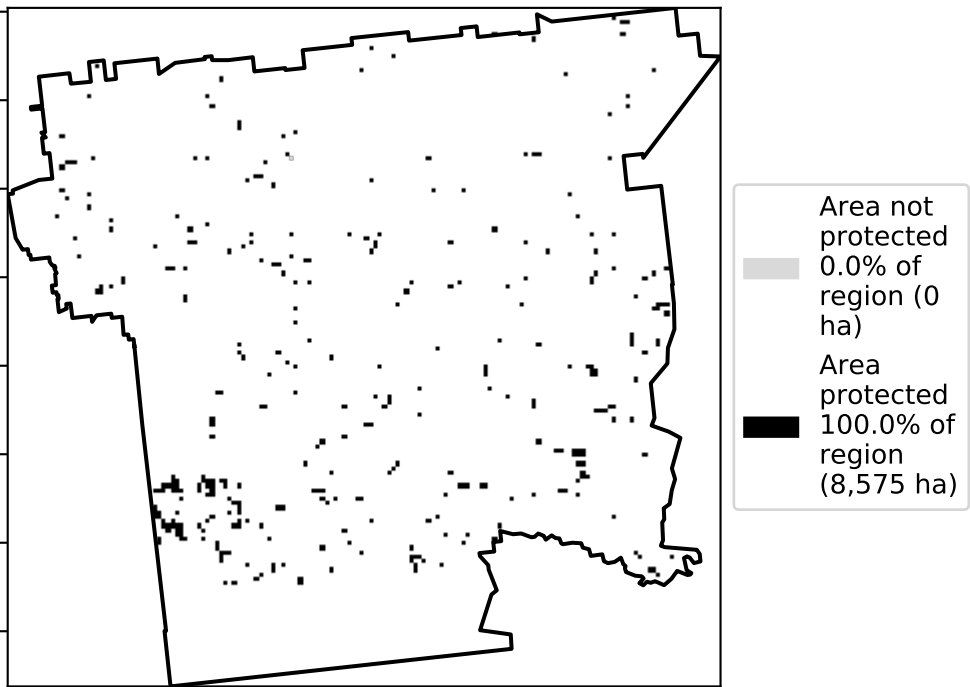 Area not
protected
0.0% of
region (0
ha)
Area
protected
100.0% of
region
(8,575 ha)